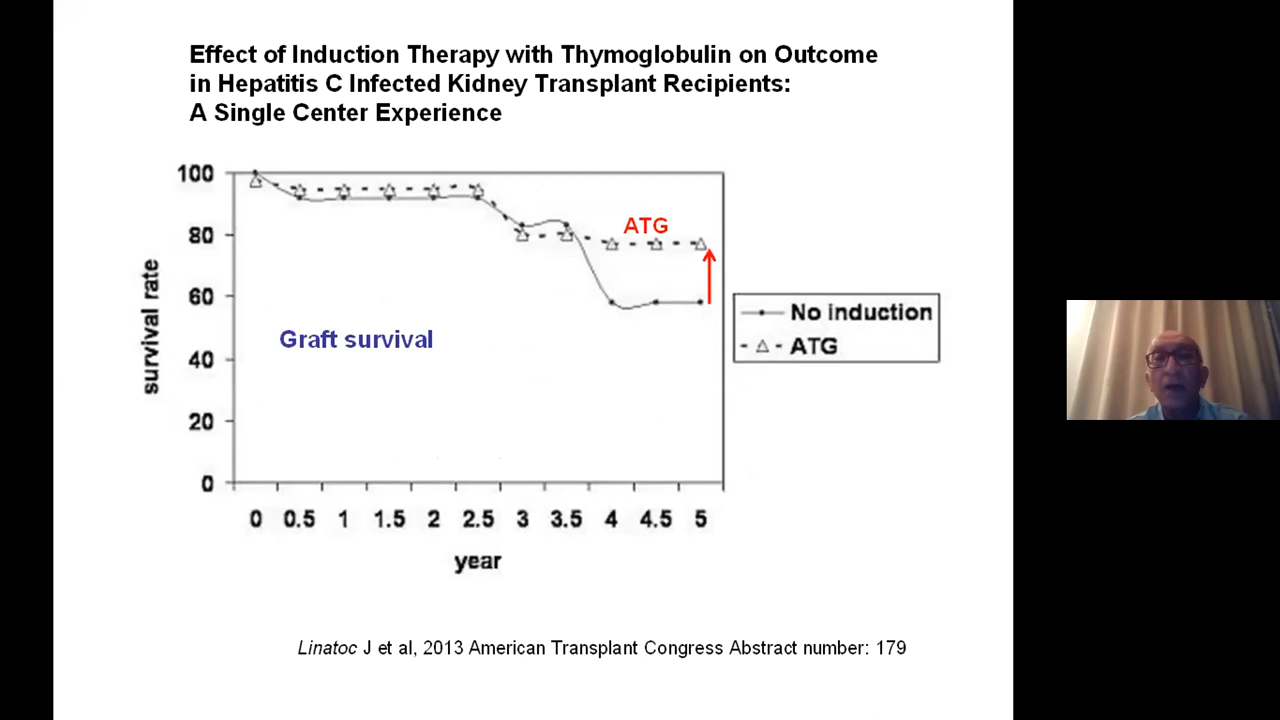 Effect of Induction Therapy with Thymoglobulin on Outcome
in Hepatitis C Infected Kidney Transplant Recipients:
A Single Center Experience
100
80
60
40
20
0
survival rate
ATG
Graft survival
No induction
ATG
0 0.5 1 1.5 2 2.5 3 3.5 4 4.5 5
year
Linatoc J et al, 2013 American Transplant Congress Abstract number: 179